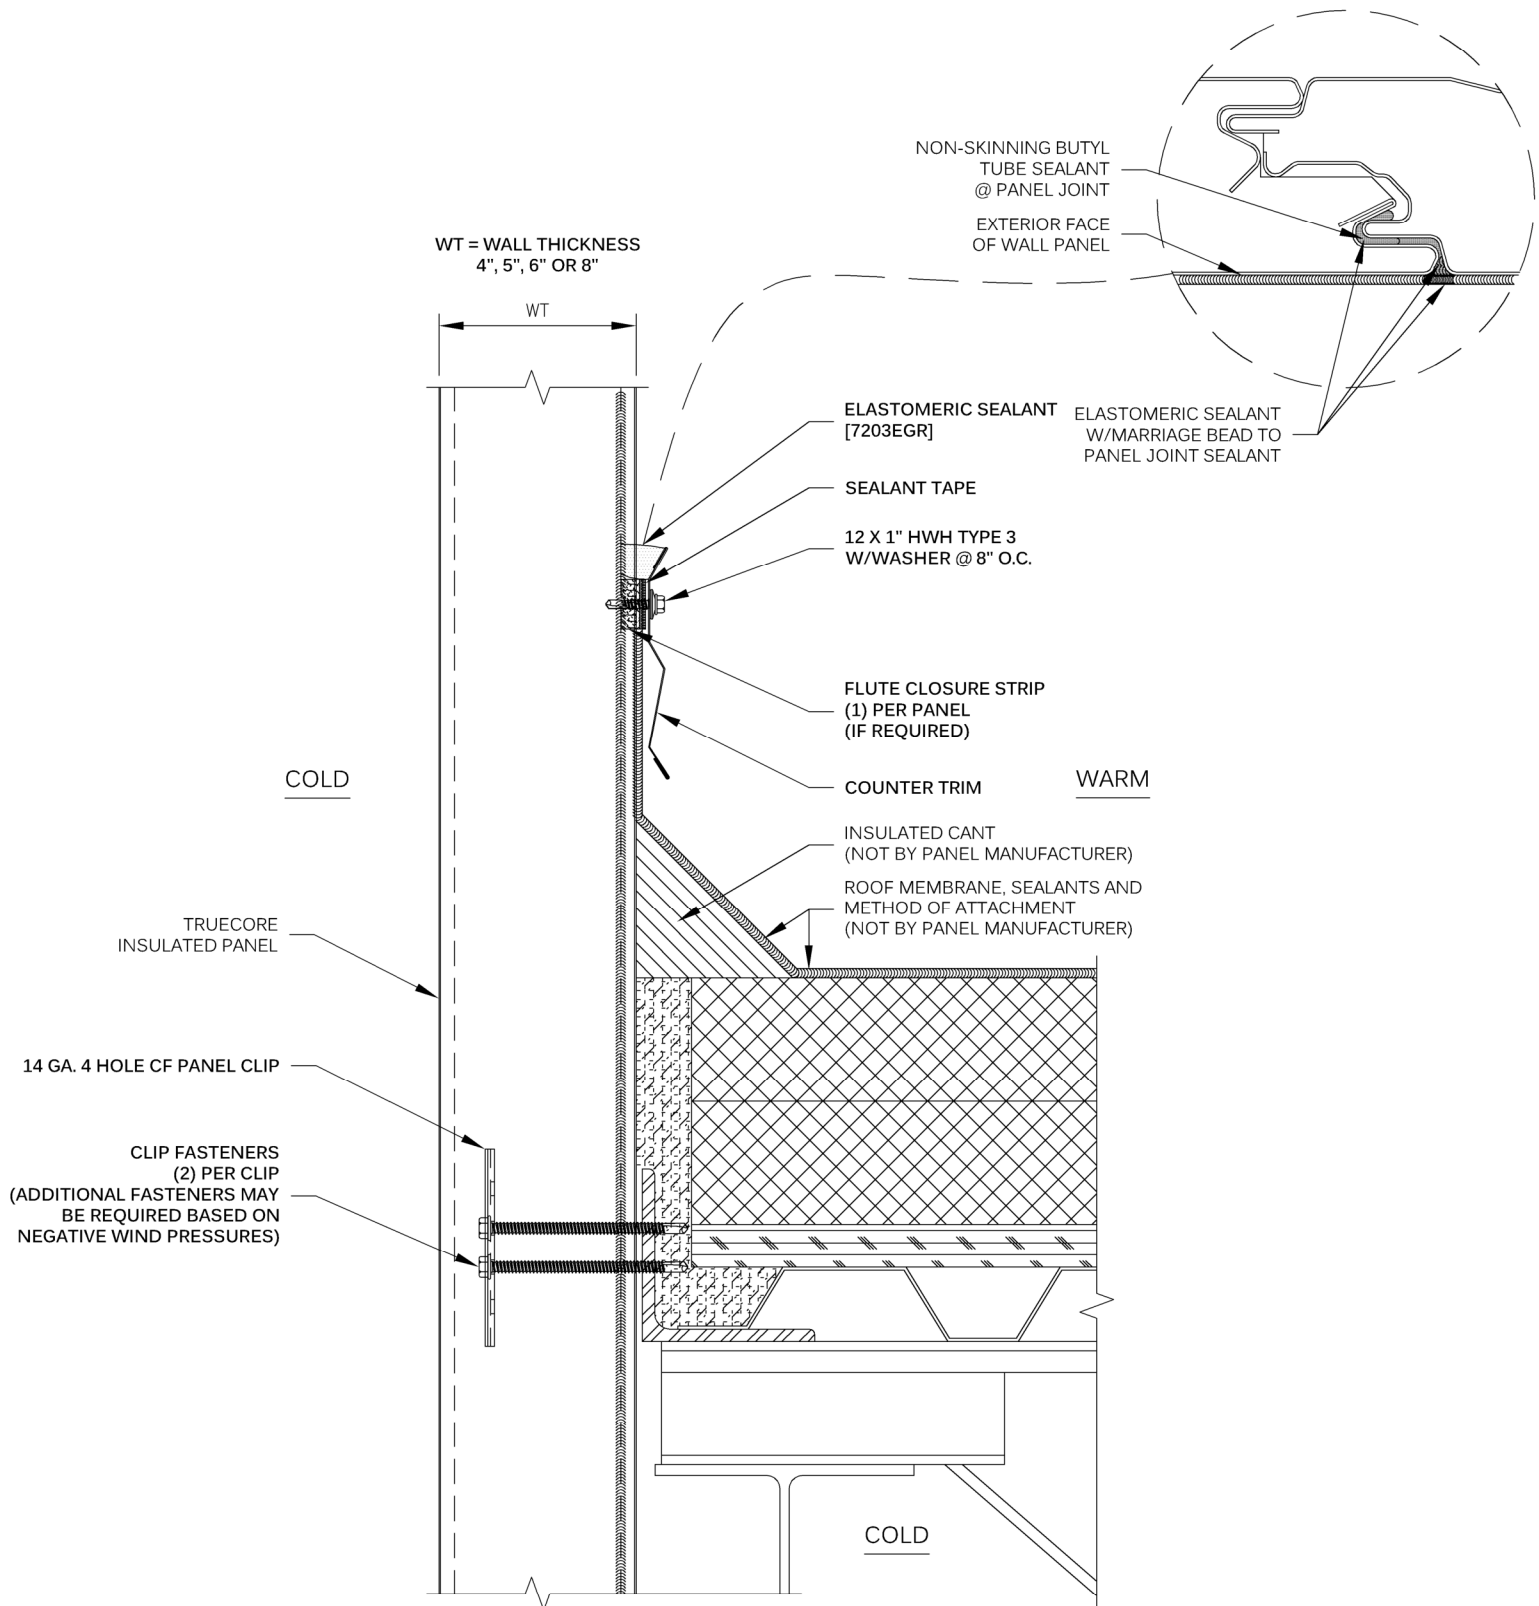 NON-SKINNING BUTYL
TUBE SEALANT
@ PANEL JOINT
EXTERIOR FACE
OF WALL PANEL
WT = WALL THICKNESS
4", 5", 6" OR 8"
WT
ELASTOMERIC SEALANT
[7203EGR]
ELASTOMERIC SEALANT
W/MARRIAGE BEAD TO
PANEL JOINT SEALANT
SEALANT TAPE
12 X 1" HWH TYPE 3
W/WASHER @ 8" O.C.
FLUTE CLOSURE STRIP
(1) PER PANEL
(IF REQUIRED)
COLD
COUNTER TRIM
WARM
INSULATED CANT
(NOT BY PANEL MANUFACTURER)
ROOF MEMBRANE, SEALANTS AND
METHOD OF ATTACHMENT
(NOT BY PANEL MANUFACTURER)
TRUECORE
INSULATED PANEL
14 GA. 4 HOLE CF PANEL CLIP
CLIP FASTENERS
(2) PER CLIP
(ADDITIONAL FASTENERS MAY
BE REQUIRED BASED ON
NEGATIVE WIND PRESSURES)
COLD